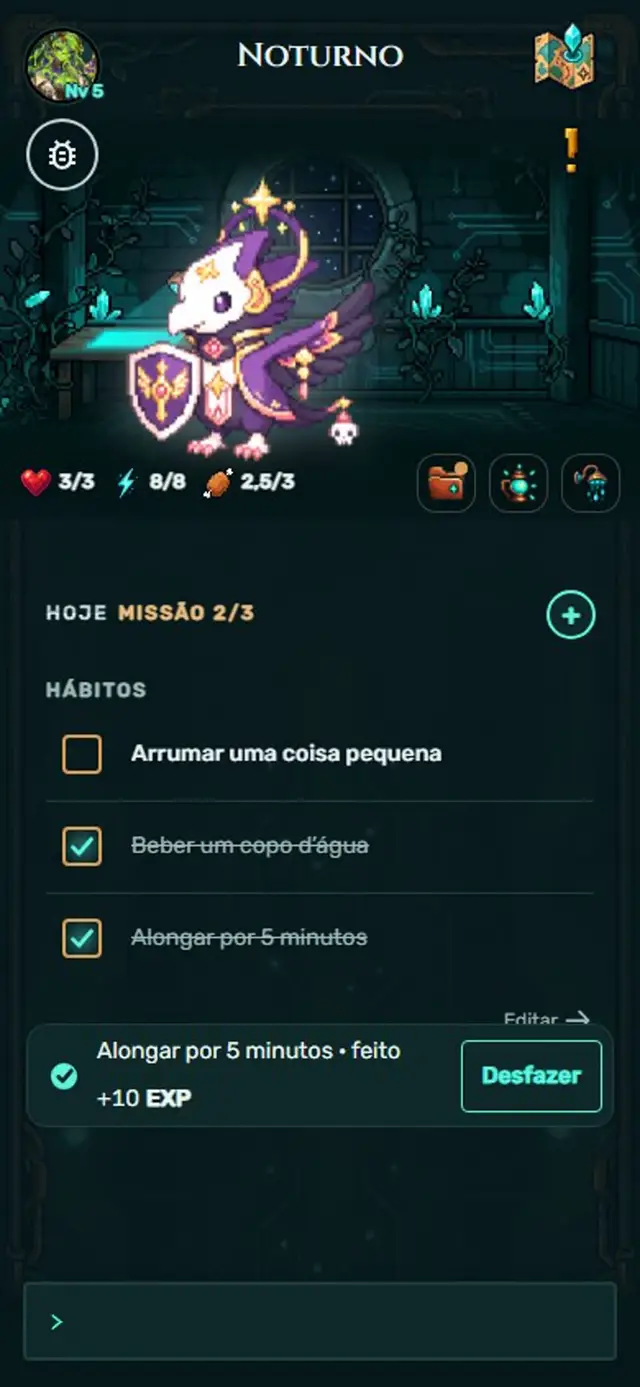 Noturno
Nv 5
3/3 8/8 2,5/3
HOJE MISSÃO 2/3
HÁBITOS
Arrumar uma coisa pequena
Beber um copo d'água
Alongar por 5 minutos
Editar →
Alongar por 5 minutos • feito
+10 EXP
Desfazer
>